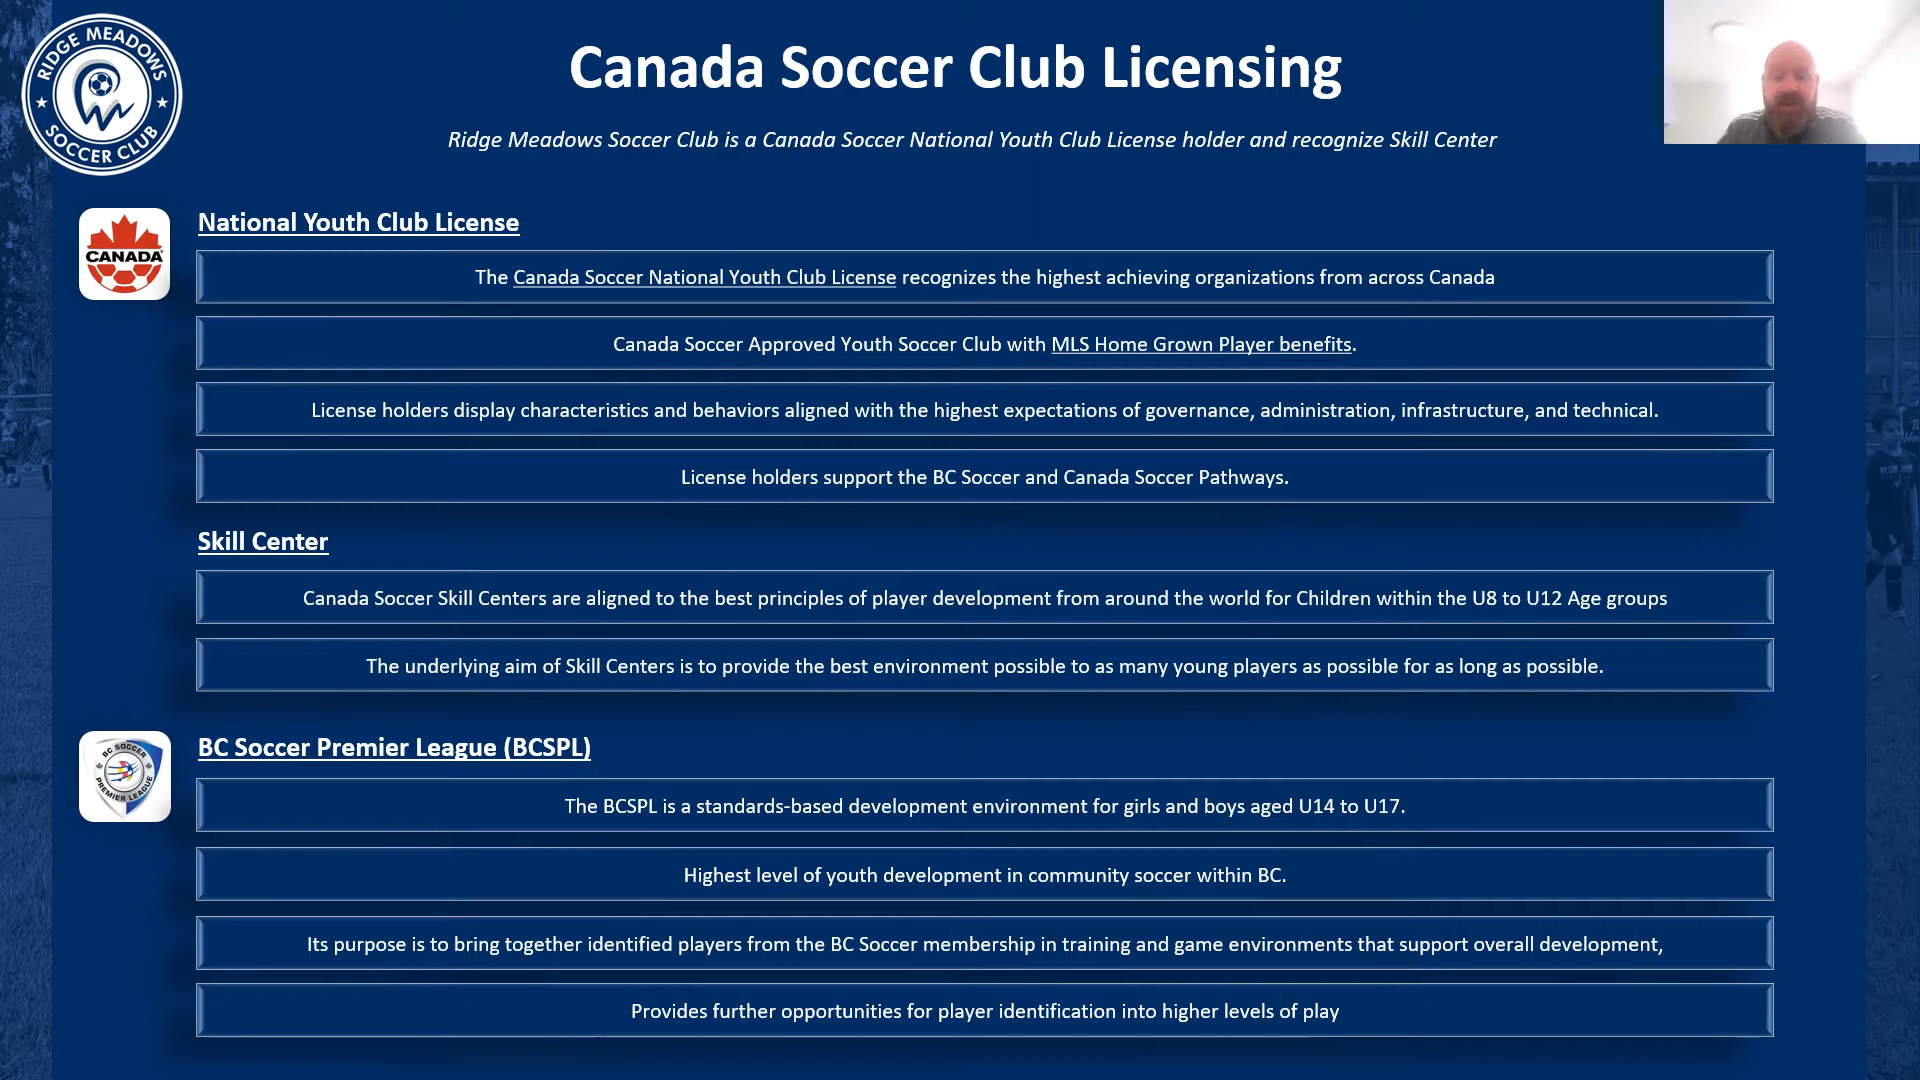 RIDGE MEADOWS
SOCCER CLUB
Canada Soccer Club Licensing
Ridge Meadows Soccer Club is a Canada Soccer National Youth Club License holder and recognize Skill Center
CANADA
National Youth Club License
The Canada Soccer National Youth Club License recognizes the highest achieving organizations from across Canada
Canada Soccer Approved Youth Soccer Club with MLS Home Grown Player benefits.
License holders display characteristics and behaviors aligned with the highest expectations of governance, administration, infrastructure, and technical.
License holders support the BC Soccer and Canada Soccer Pathways.
Skill Center
Canada Soccer Skill Centers are aligned to the best principles of player development from around the world for Children within the U8 to U12 Age groups
The underlying aim of Skill Centers is to provide the best environment possible to as many young players as possible for as long as possible.
BC SOCCER
PREMIER LEAGUE
BC Soccer Premier League (BCSPL)
The BCSPL is a standards-based development environment for girls and boys aged U14 to U17.
Highest level of youth development in community soccer within BC.
Its purpose is to bring together identified players from the BC Soccer membership in training and game environments that support overall development,
Provides further opportunities for player identification into higher levels of play